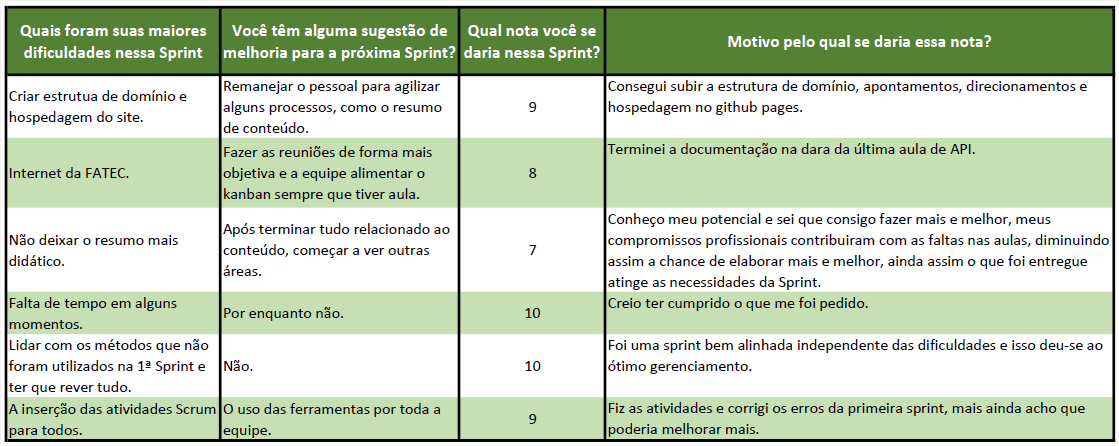 Quais foram suas maiores
dificuldades nessa Sprint
Você têm alguma sugestão de
melhoria para a próxima Sprint?
Qual nota você se
daria nessa Sprint?
Motivo pelo qual se daria essa nota?
Criar estrutua de domínio e
hospedagem do site.
Remanejar o pessoal para agilizar
alguns processos, como o resumo
de conteúdo.
9
Consegui subir a estrutura de domínio, apontamentos, direcionamentos e
hospedagem no github pages.
Internet da FATEC.
Fazer as reuniões de forma mais
objetiva e a equipe alimentar o
kanban sempre que tiver aula.
8
Terminei a documentação na dara da última aula de API.
Não deixar o resumo mais
didático.
Após terminar tudo relacionado ao
conteúdo, começar a ver outras
áreas.
7
Conheço meu potencial e sei que consigo fazer mais e melhor, meus
compromissos profissionais contribuiram com as faltas nas aulas, diminuindo
assim a chance de elaborar mais e melhor, ainda assim o que foi entregue
atinge as necessidades da Sprint.
Falta de tempo em alguns
momentos.
Por enquanto não.
10
Creio ter cumprido o que me foi pedido.
Lidar com os métodos que não
foram utilizados na 1ª Sprint e
ter que rever tudo.
Não.
10
Foi uma sprint bem alinhada independente das dificuldades e isso deu-se ao
ótimo gerenciamento.
A inserção das atividades Scrum
para todos.
O uso das ferramentas por toda a
equipe.
9
Fiz as atividades e corrigi os erros da primeira sprint, mais ainda acho que
poderia melhorar mais.